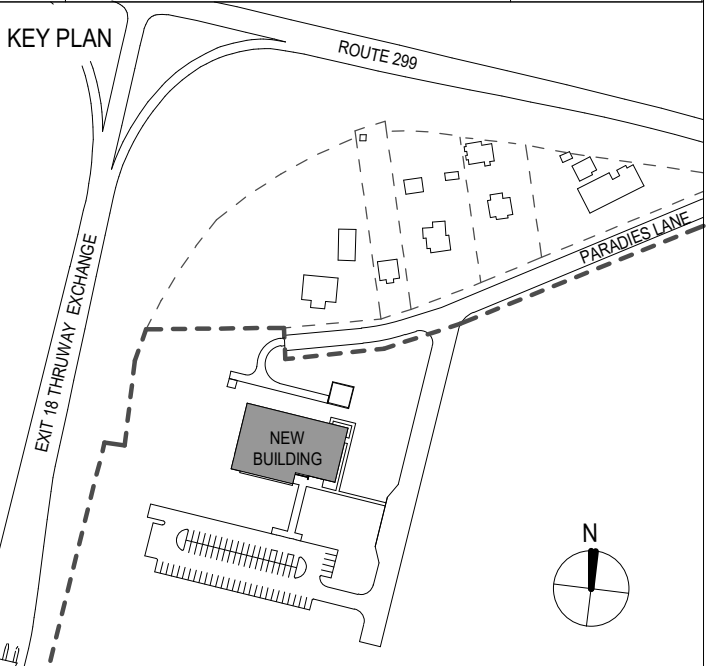 KEY PLAN
ROUTE 299
PARADIES LANE
EXIT 18 THRUWAY EXCHANGE
NEW
BUILDING
N